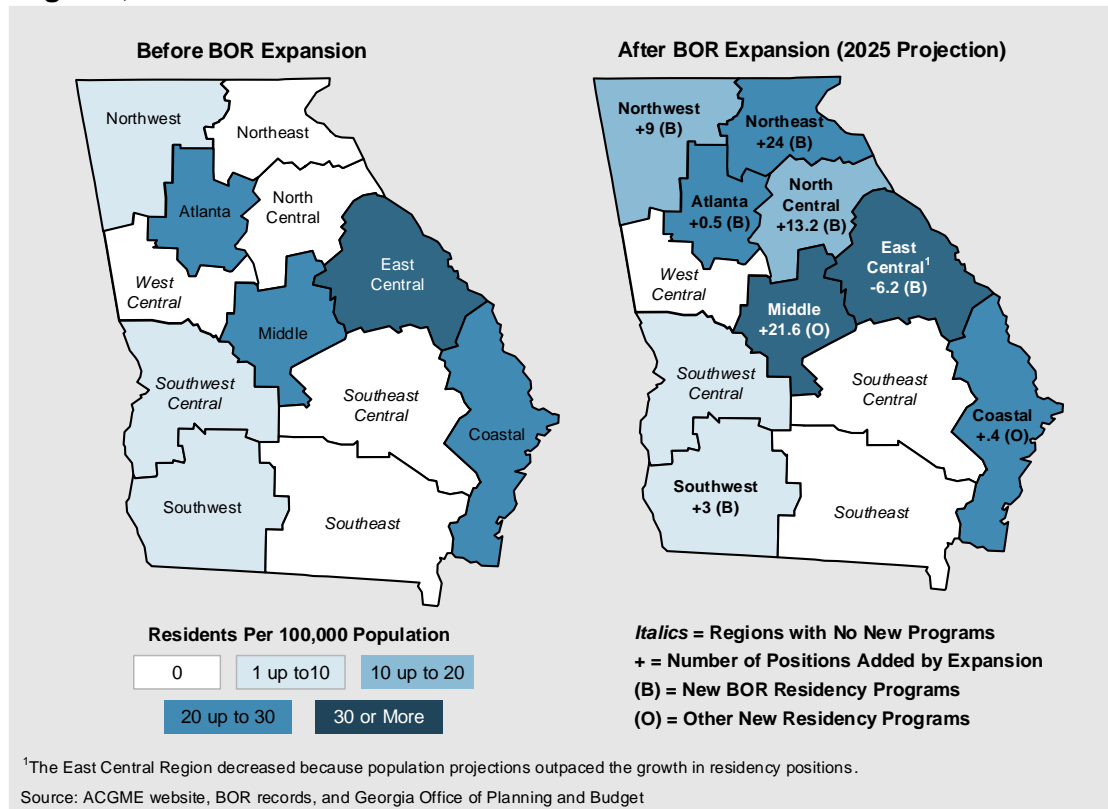 Before BOR Expansion
Northwest
Northeast
Atlanta
North
Central
West
Central
East
Central
Middle
Southwest
Central
Southeast
Central
Coastal
Southwest
Southeast
After BOR Expansion (2025 Projection)
Northwest
+9 (B)
Northeast
+24 (B)
Atlanta
+0.5 (B)
North
Central
+13.2 (B)
East
Central¹
-6.2 (B)
West
Central
Middle
+21.6 (O)
Southwest
Central
Southeast
Central
Coastal
+.4 (O)
Southwest
+3 (B)
Southeast
Residents Per 100,000 Population
0
1 up to10
10 up to 20
20 up to 30
30 or More
Italics = Regions with No New Programs
+ = Number of Positions Added by Expansion
(B) = New BOR Residency Programs
(O) = Other New Residency Programs
¹The East Central Region decreased because population projections outpaced the growth in residency positions.
Source: ACGME website, BOR records, and Georgia Office of Planning and Budget